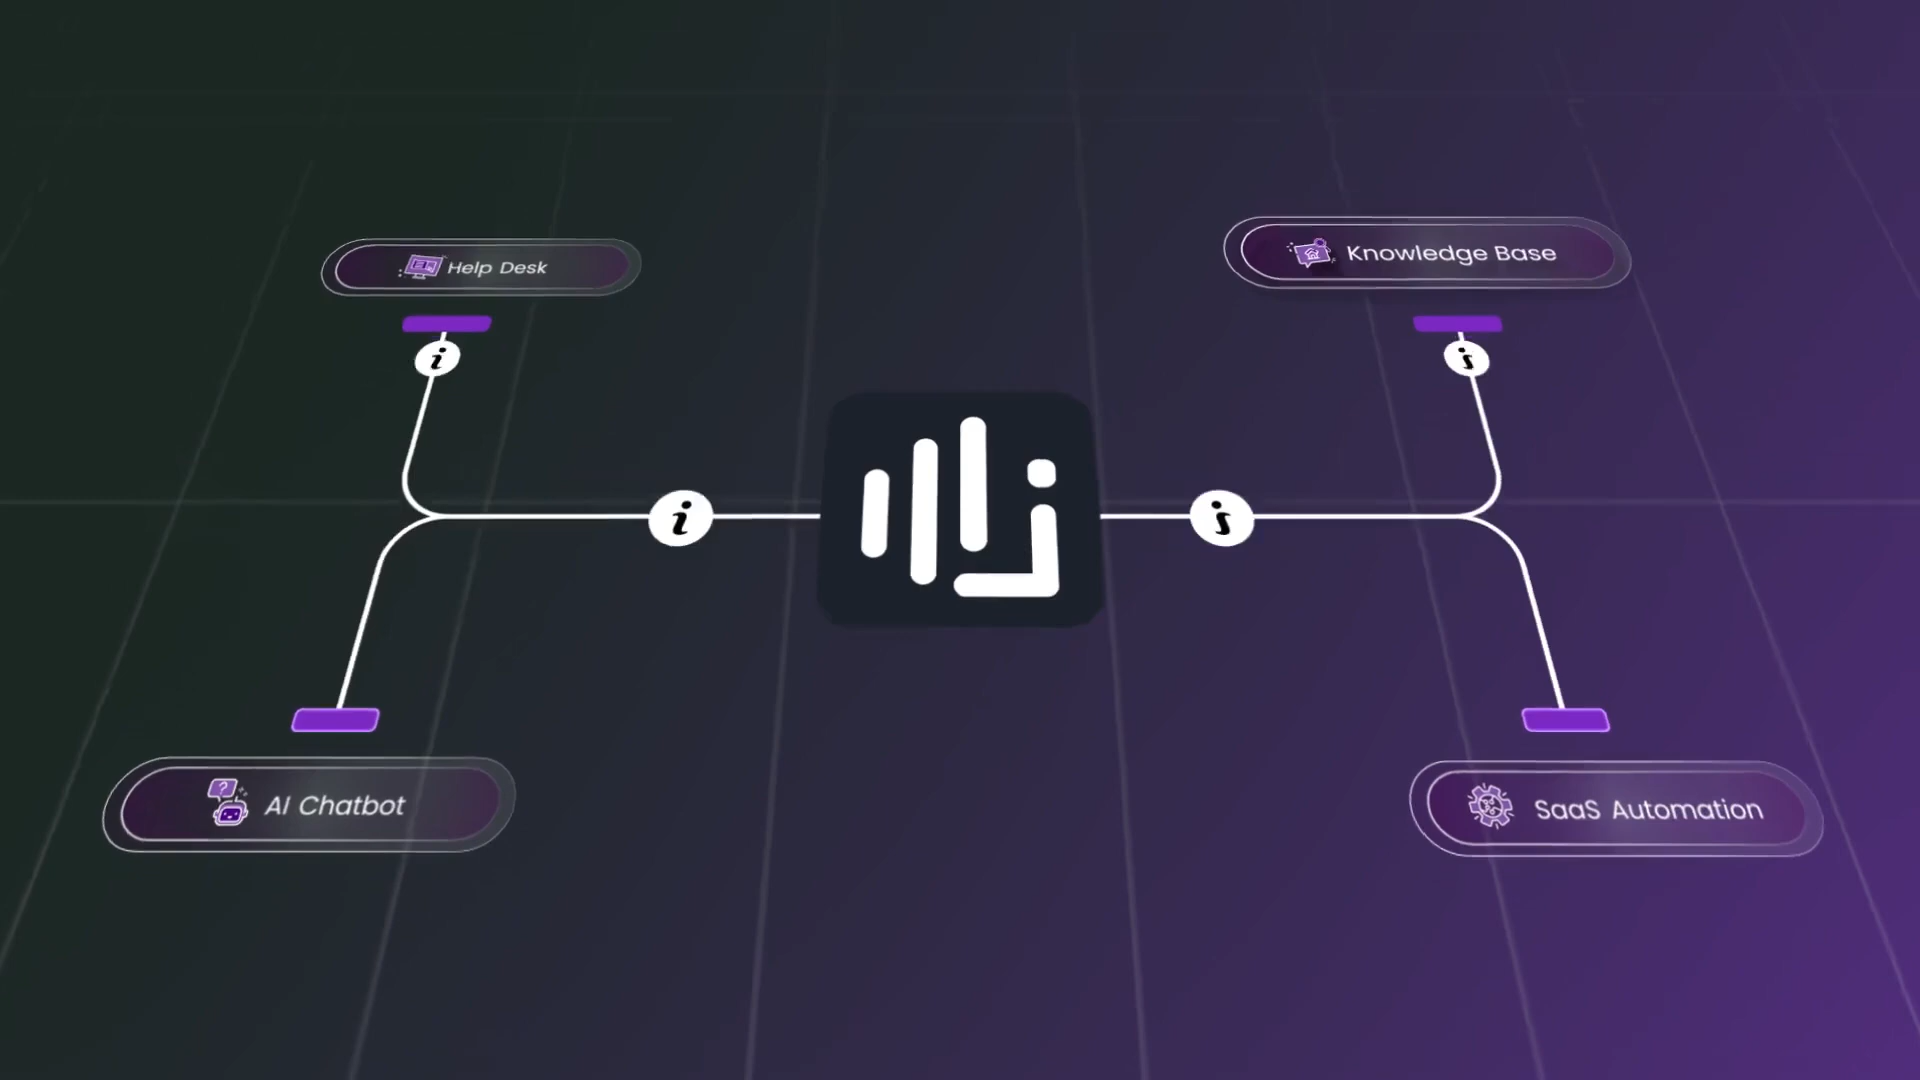 Help Desk
Knowledge Base
i
i
i
i
AI Chatbot
SaaS Automation